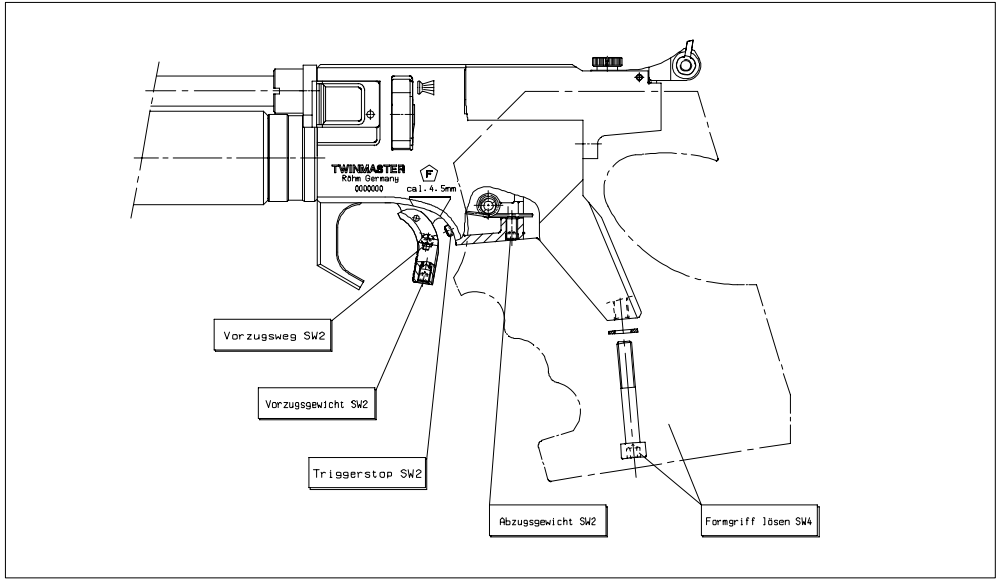 TWINMASTER
Röhm Germany
0000000
F
cal.4.5mm
Vorzugsweg SW2
Vorzugsgewicht SW2
Triggerstop SW2
Abzugsgewicht SW2
Formgriff lösen SW4